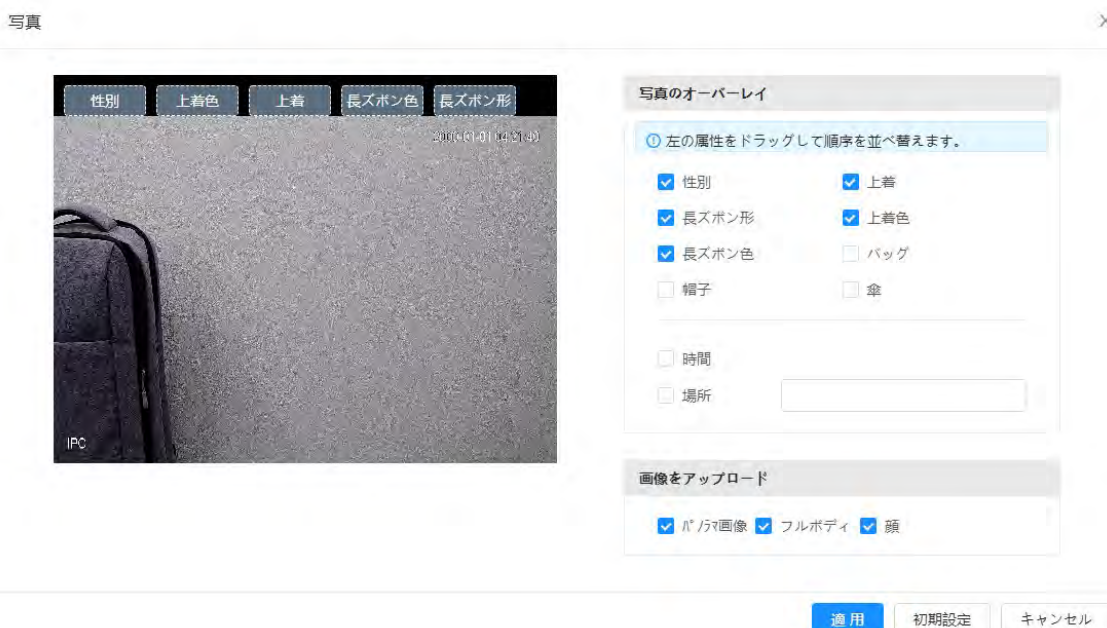 写真
性別 上着色 上着 長ズボン色 長ズボン形
IPC
写真のオーバーレイ
左の属性をドラッグして順序を並べ替えます。
性別 上着
長ズボン形 上着色
長ズボン色 バッグ
帽子 傘
時間
場所
画像をアップロード
パノラマ画像 フルボディ 顔
適用 初期設定 キャンセル